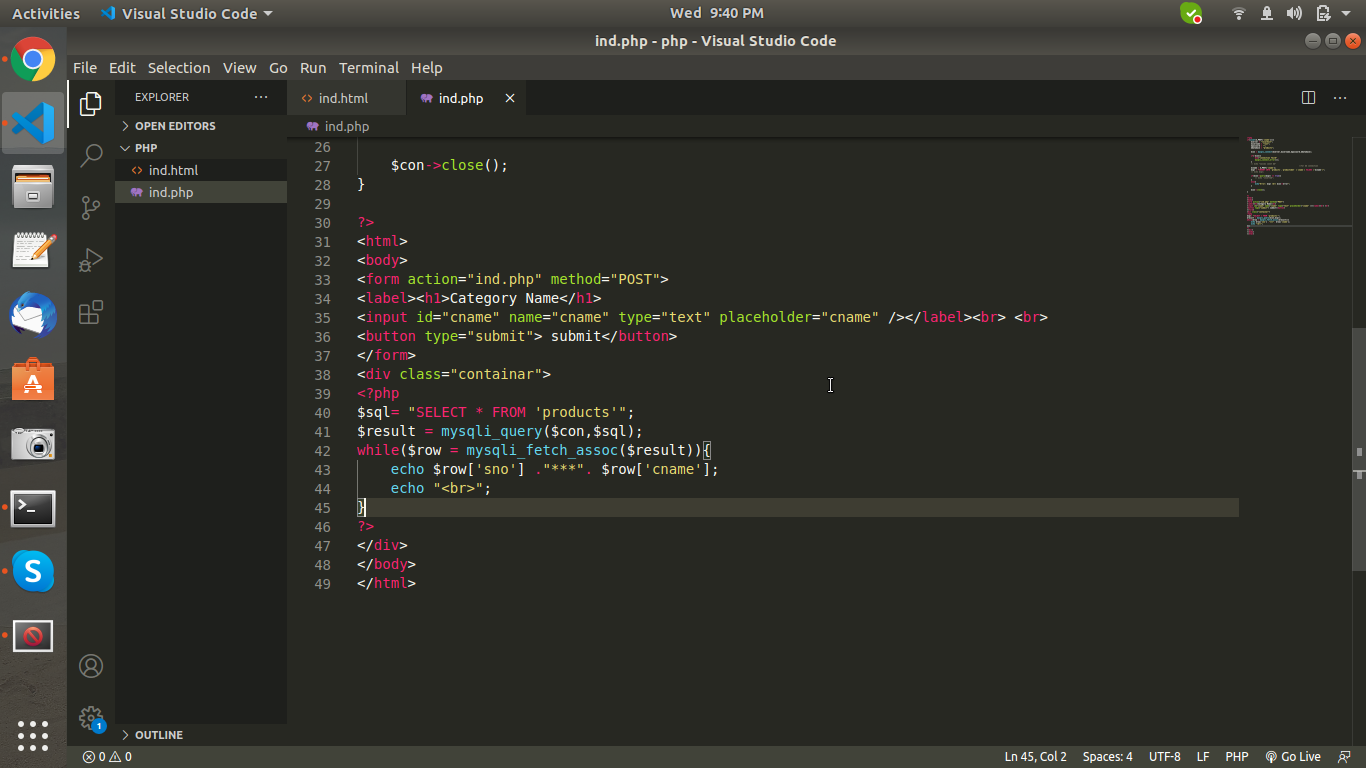 Activities Visual Studio Code Wed 9:40 PM
ind.php - php - Visual Studio Code
File Edit Selection View Go Run Terminal Help
EXPLORER ··· ind.html ind.php ···
OPEN EDITORS ind.php
PHP
ind.html
ind.php
26
27 $con->close();
28 }
29
30 ?>
31 <html>
32 <body>
33 <form action="ind.php" method="POST">
34 <label><h1>Category Name</h1>
35 <input id="cname" name="cname" type="text" placeholder="cname" /></label><br> <br>
36 <button type="submit"> submit</button>
37 </form>
38 <div class="containar">
39 <?php
40 $sql= "SELECT * FROM 'products'";
41 $result = mysqli_query($con,$sql);
42 while($row = mysqli_fetch_assoc($result)){
43 echo $row['sno'] ."***". $row['cname'];
44 echo "<br>";
45 }
46 ?>
47 </div>
48 </body>
49 </html>
S
1
OUTLINE
0 0 Ln 45, Col 2 Spaces: 4 UTF-8 LF PHP Go Live